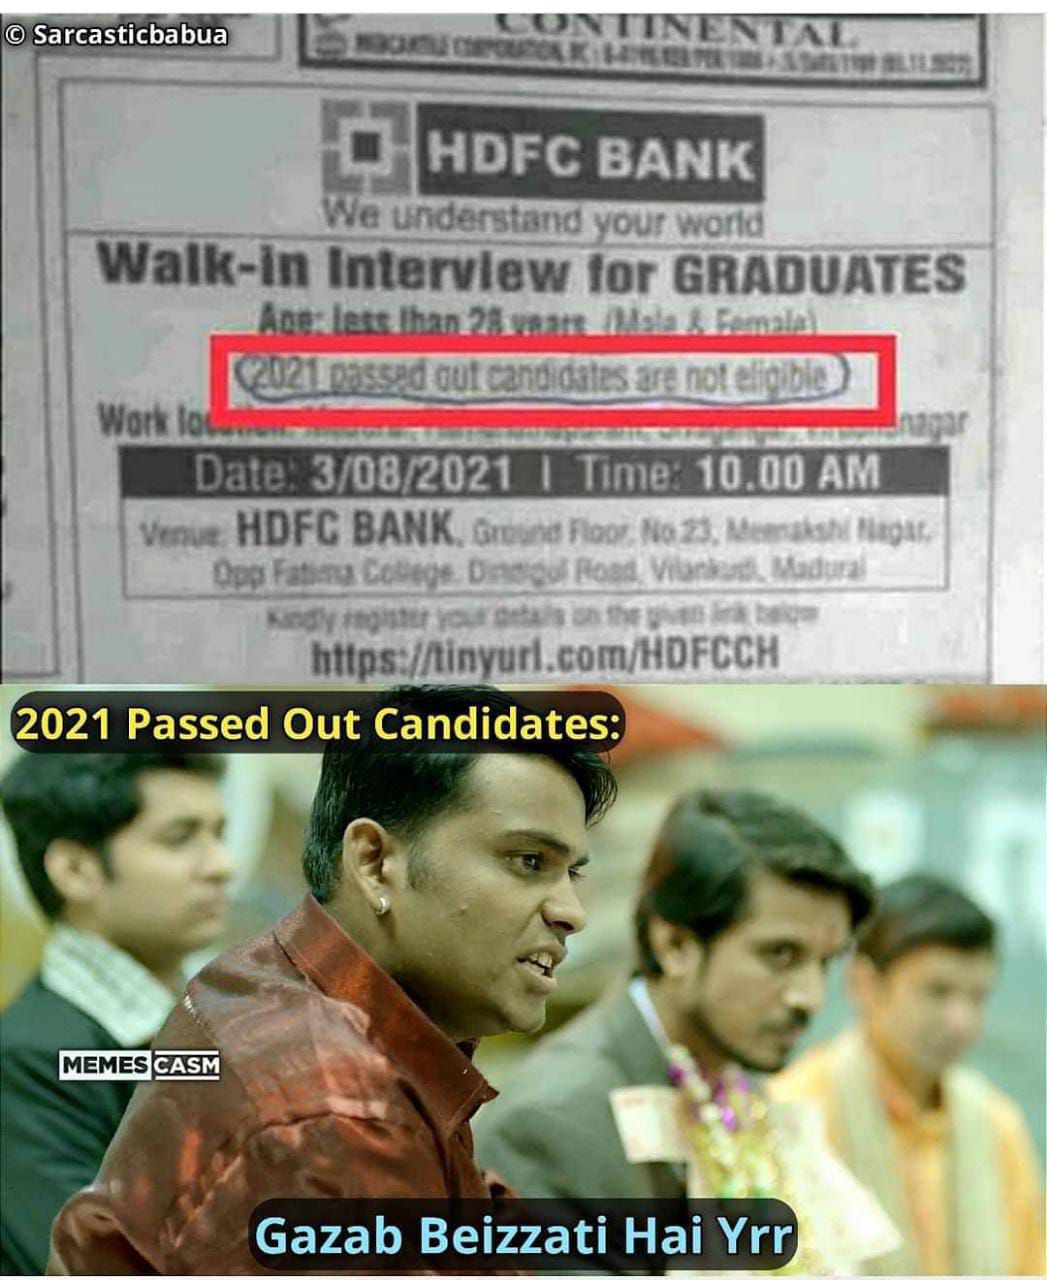 © Sarcasticbabua
CONTINENTAL
HDFC BANK
We understand your world
Walk-in Interview for GRADUATES
Age: less than 28 years (Male & Female)
2021 passed out candidates are not eligible
Work nagar
Date: 3/08/2021 | Time: 10.00 AM
Venue: HDFC BANK, Ground Floor, No.23, Meenakshi Nagar,
Opp Fatima College, Dindigul Road, Vilankudi, Madurai
Kindly register your details on the given link below
https://tinyurl.com/HDFCCH
2021 Passed Out Candidates:
MEMES CASM
Gazab Beizzati Hai Yrr